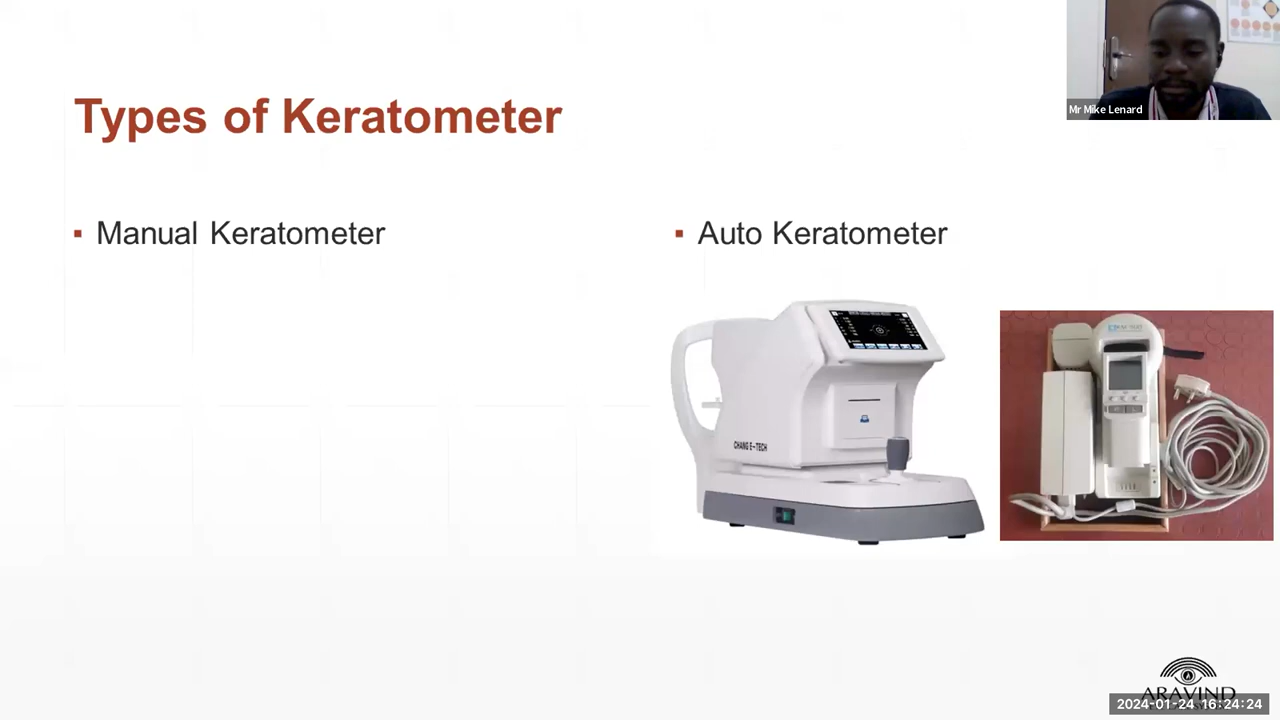 Mr Mike Lenard
Types of Keratometer
▪ Manual Keratometer
▪ Auto Keratometer
CHANG E-TECH
ARAVIND
2024-01-24 16:24:24